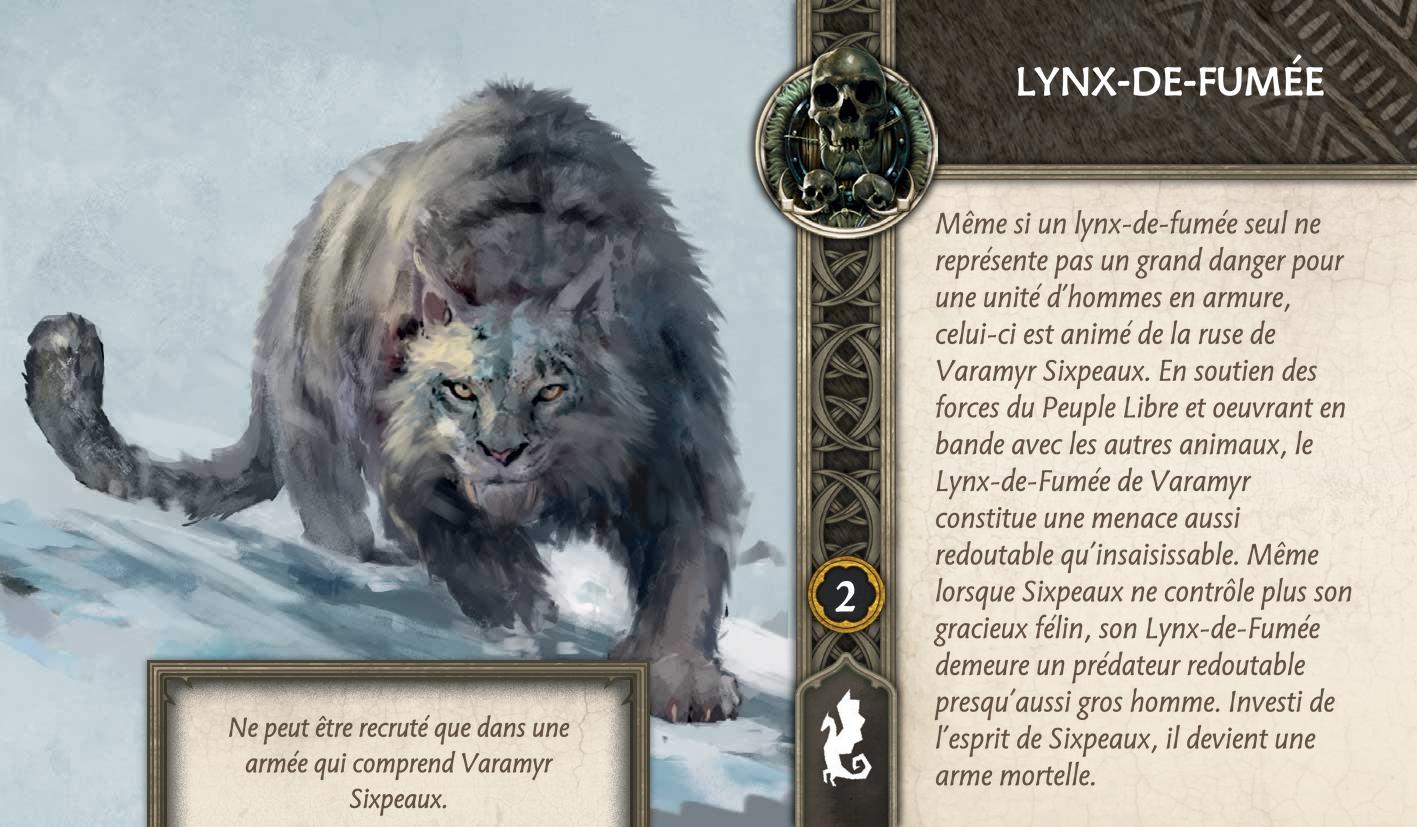 LYNX-DE-FUMÉE
Même si un lynx-de-fumée seul ne
représente pas un grand danger pour
une unité d'hommes en armure,
celui-ci est animé de la ruse de
Varamyr Sixpeaux. En soutien des
forces du Peuple Libre et oeuvrant en
bande avec les autres animaux, le
Lynx-de-Fumée de Varamyr
constitue une menace aussi
redoutable qu'insaisissable. Même
lorsque Sixpeaux ne contrôle plus son
gracieux félin, son Lynx-de-Fumée
demeure un prédateur redoutable
presqu'aussi gros homme. Investi de
l'esprit de Sixpeaux, il devient une
arme mortelle.
2
Ne peut être recruté que dans une
armée qui comprend Varamyr
Sixpeaux.